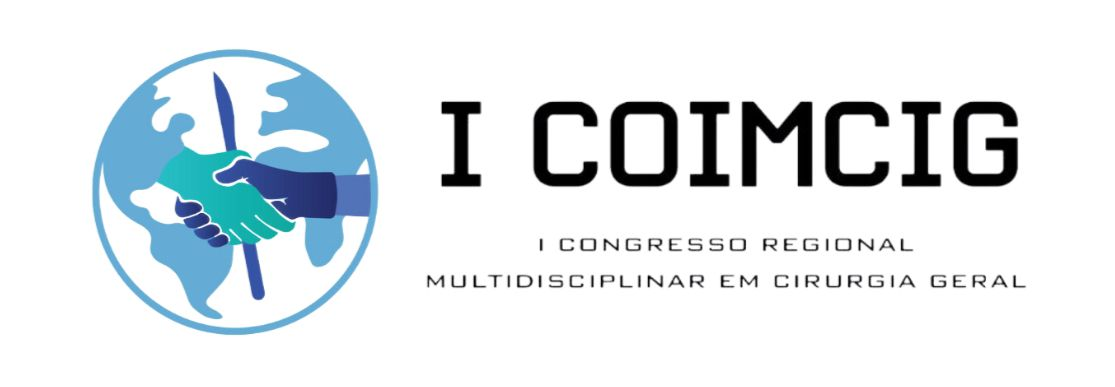 I COIMCIG
I CONGRESSO REGIONAL
MULTIDISCIPLINAR EM CIRURGIA GERAL